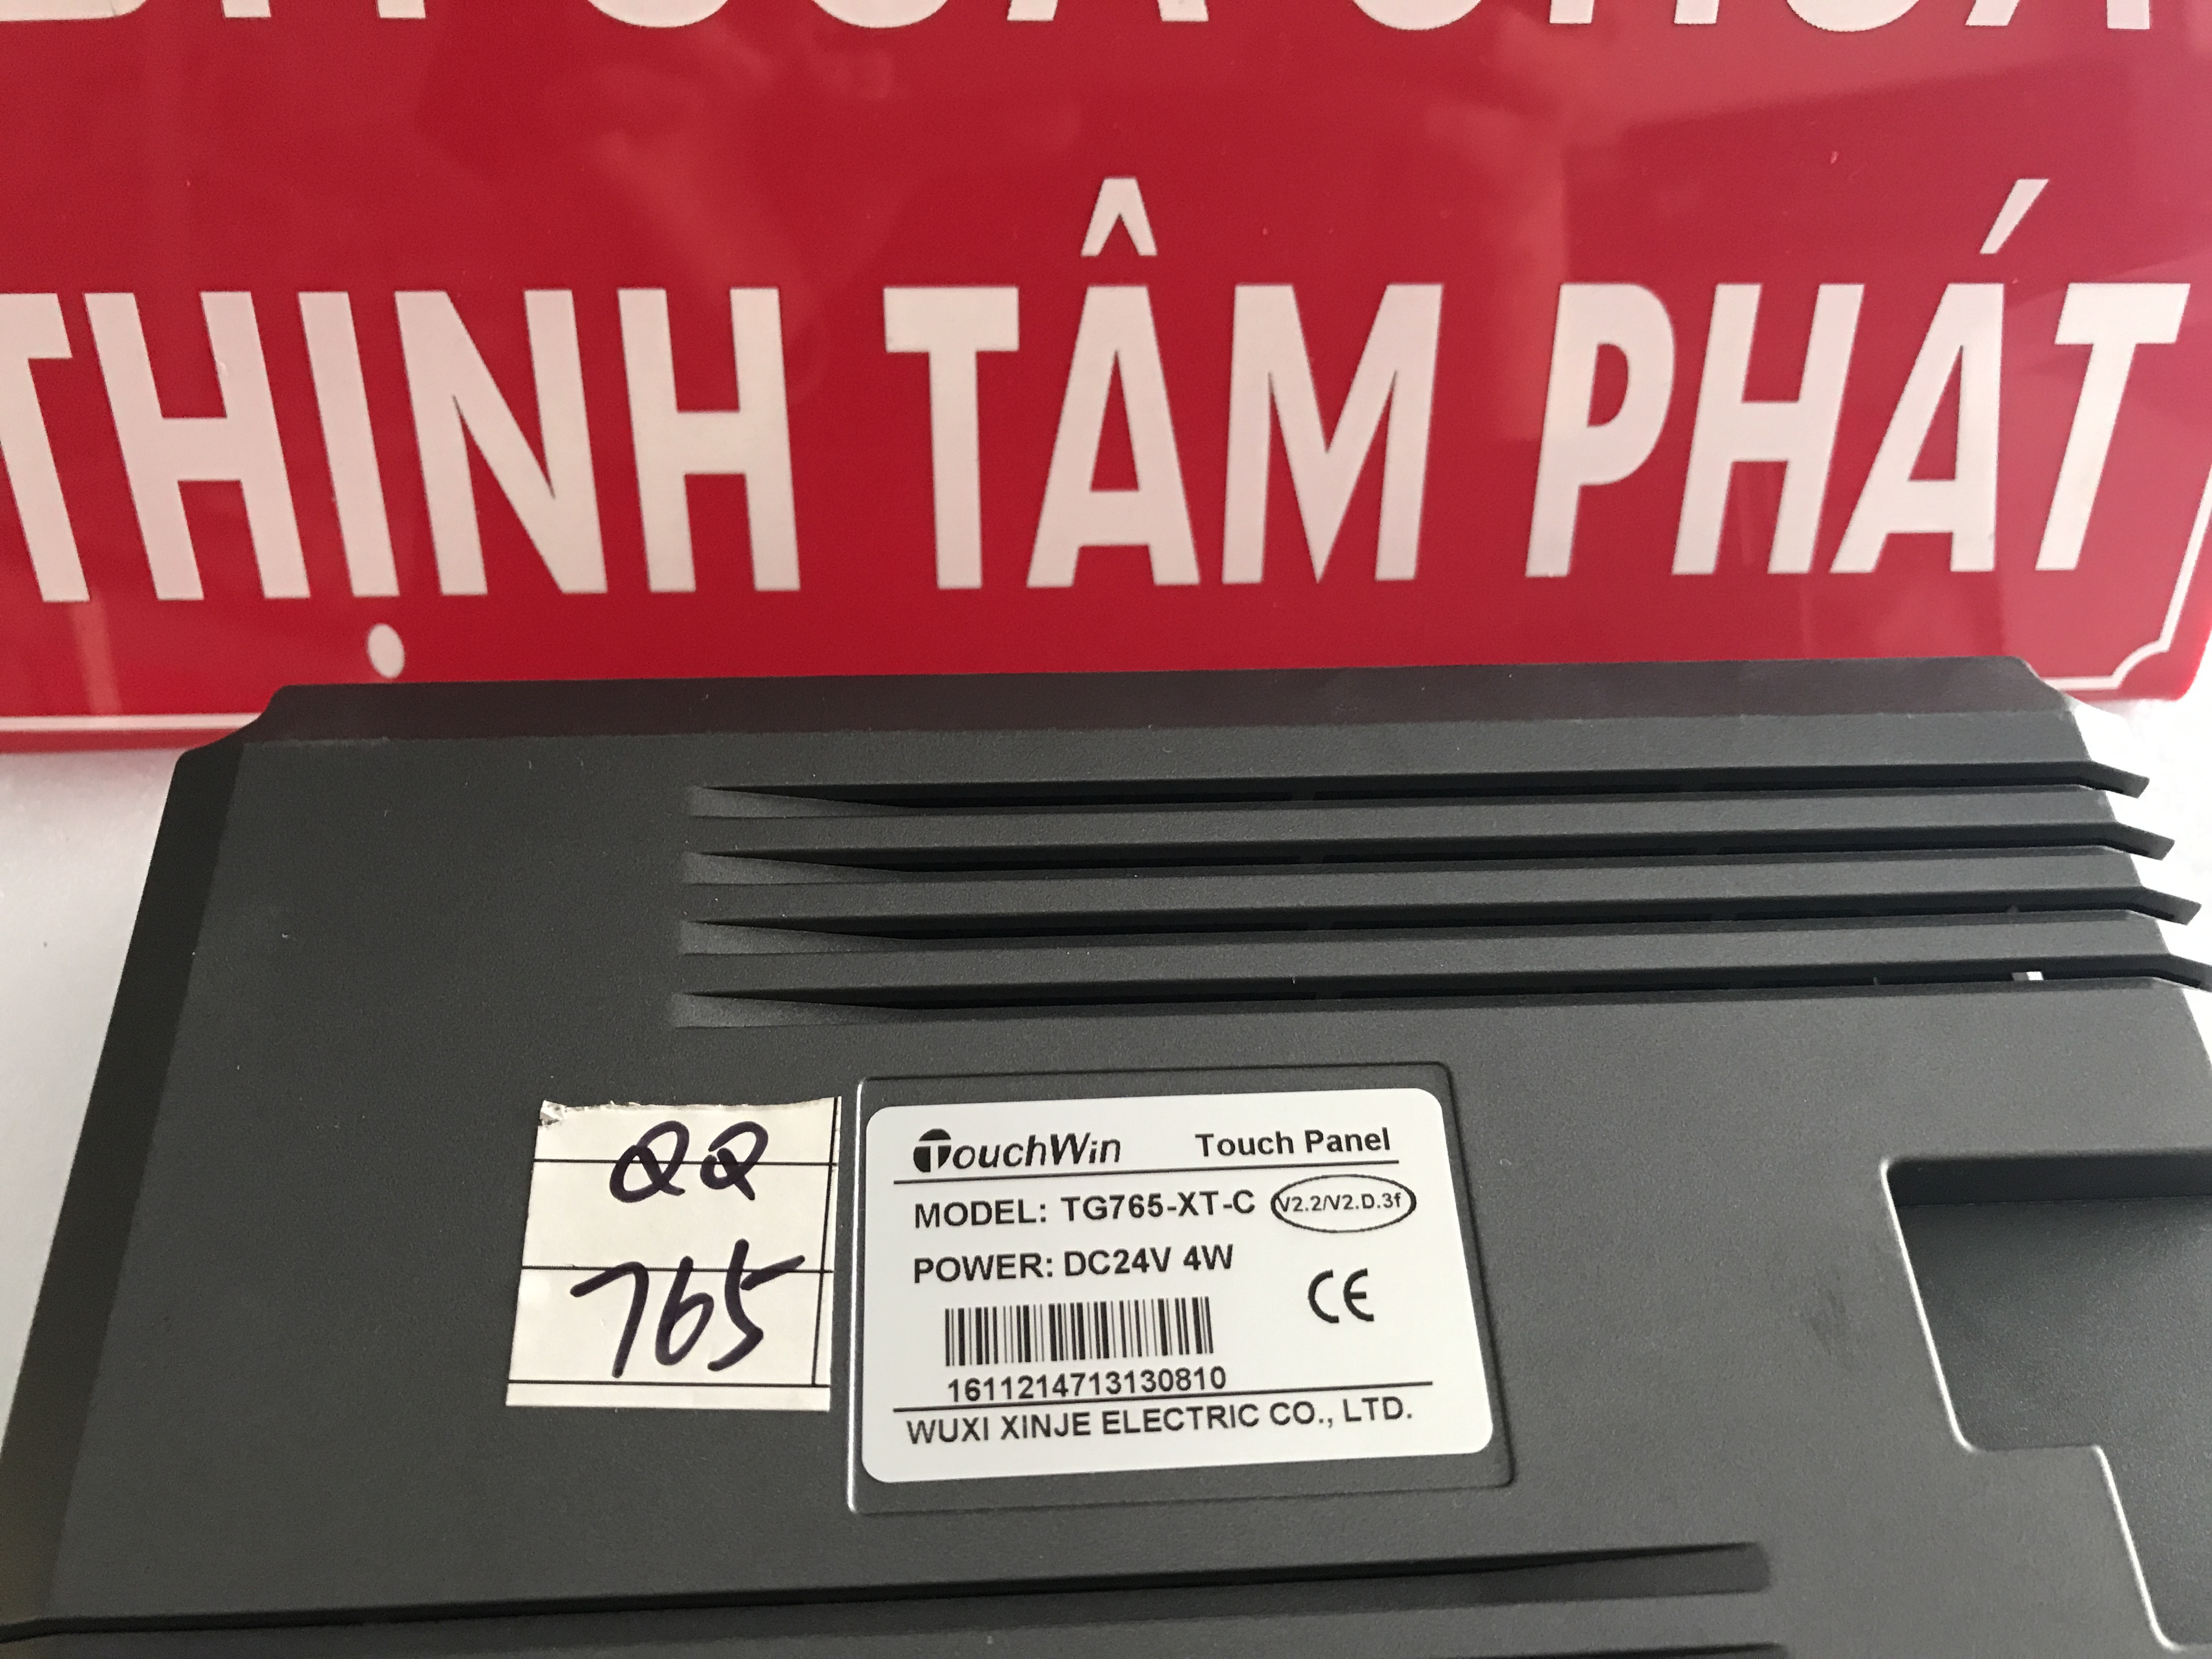 THỊNH TÂM PHÁT
QQ
765
TouchWin Touch Panel
MODEL: TG765-XT-C V2.2/V2.D.3f
POWER: DC24V 4W
CE
1611214713130810
WUXI XINJE ELECTRIC CO., LTD.